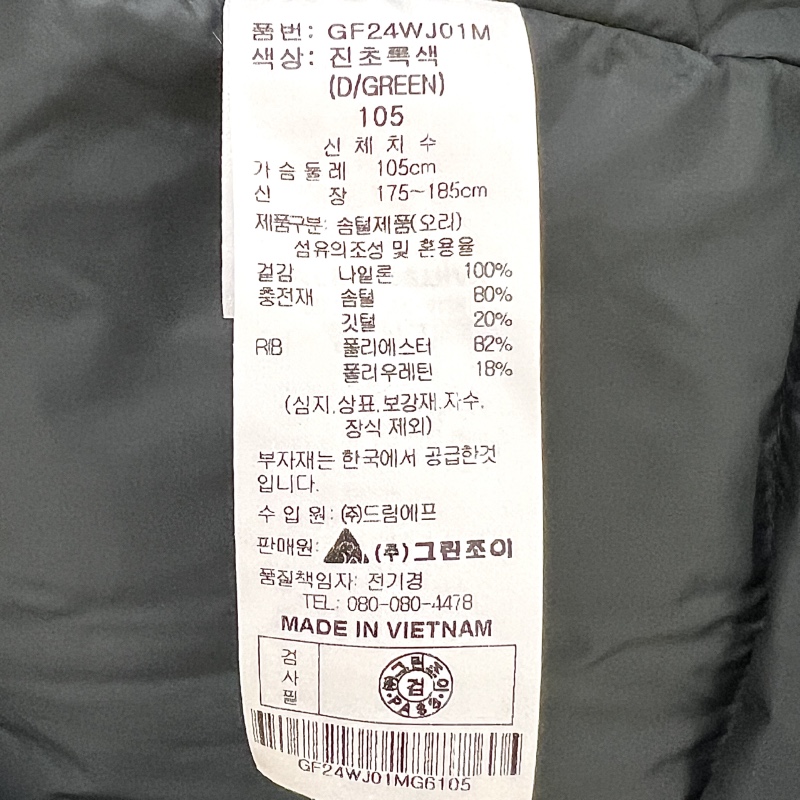 품번: GF24WJ01M
색상: 진초록색
(D/GREEN)
105
신 체 치 수
가 슴 둘 레 105cm
신 장 175~185cm
제품구분: 솜털제품(오리)
섬유의조성 및 혼용율
겉감 나일론 100%
충전재 솜털 80%
깃털 20%
RIB 폴리에스터 82%
폴리우레틴 18%
(심지,상표,보강재,자수,
장식 제외)
부자재는 한국에서 공급한것
입니다.
수 입 원: (주)드림에프
판매원: (주)그린조이
품질책임자: 전기경
TEL: 080-080-4478
MADE IN VIETNAM
검사필
그린조이
검
PASS
GF24WJ01MG6105